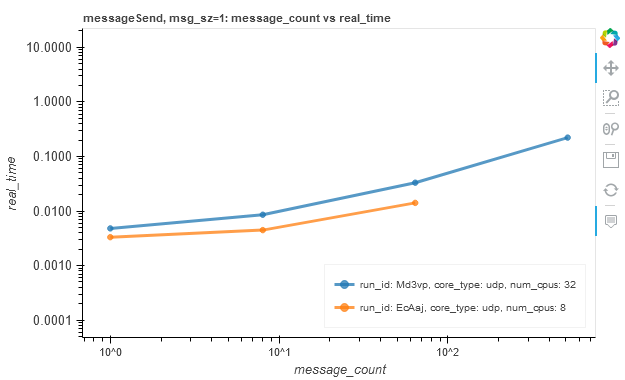 messageSend, msg_sz=1: message_count vs real_time
10.0000
1.0000
0.1000
0.0100
0.0010
0.0001
real_time
run_id: Md3vp, core_type: udp, num_cpus: 32
run_id: EcAaj, core_type: udp, num_cpus: 8
10^0
10^1
10^2
message_count